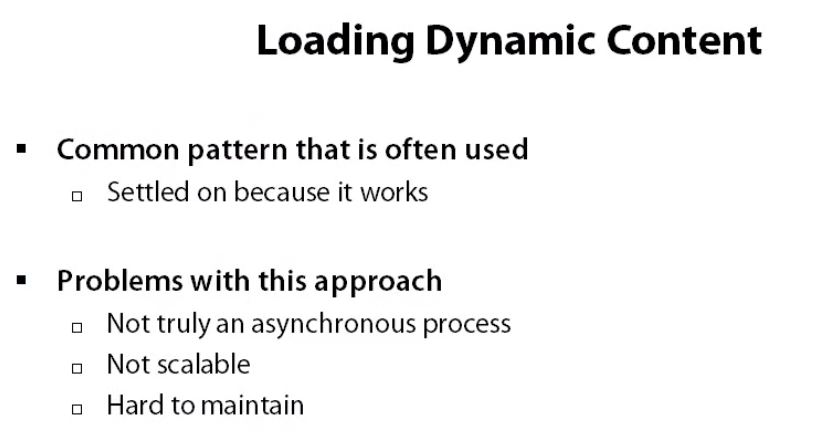 Loading Dynamic Content
Common pattern that is often used
Settled on because it works
Problems with this approach
Not truly an asynchronous process
Not scalable
Hard to maintain